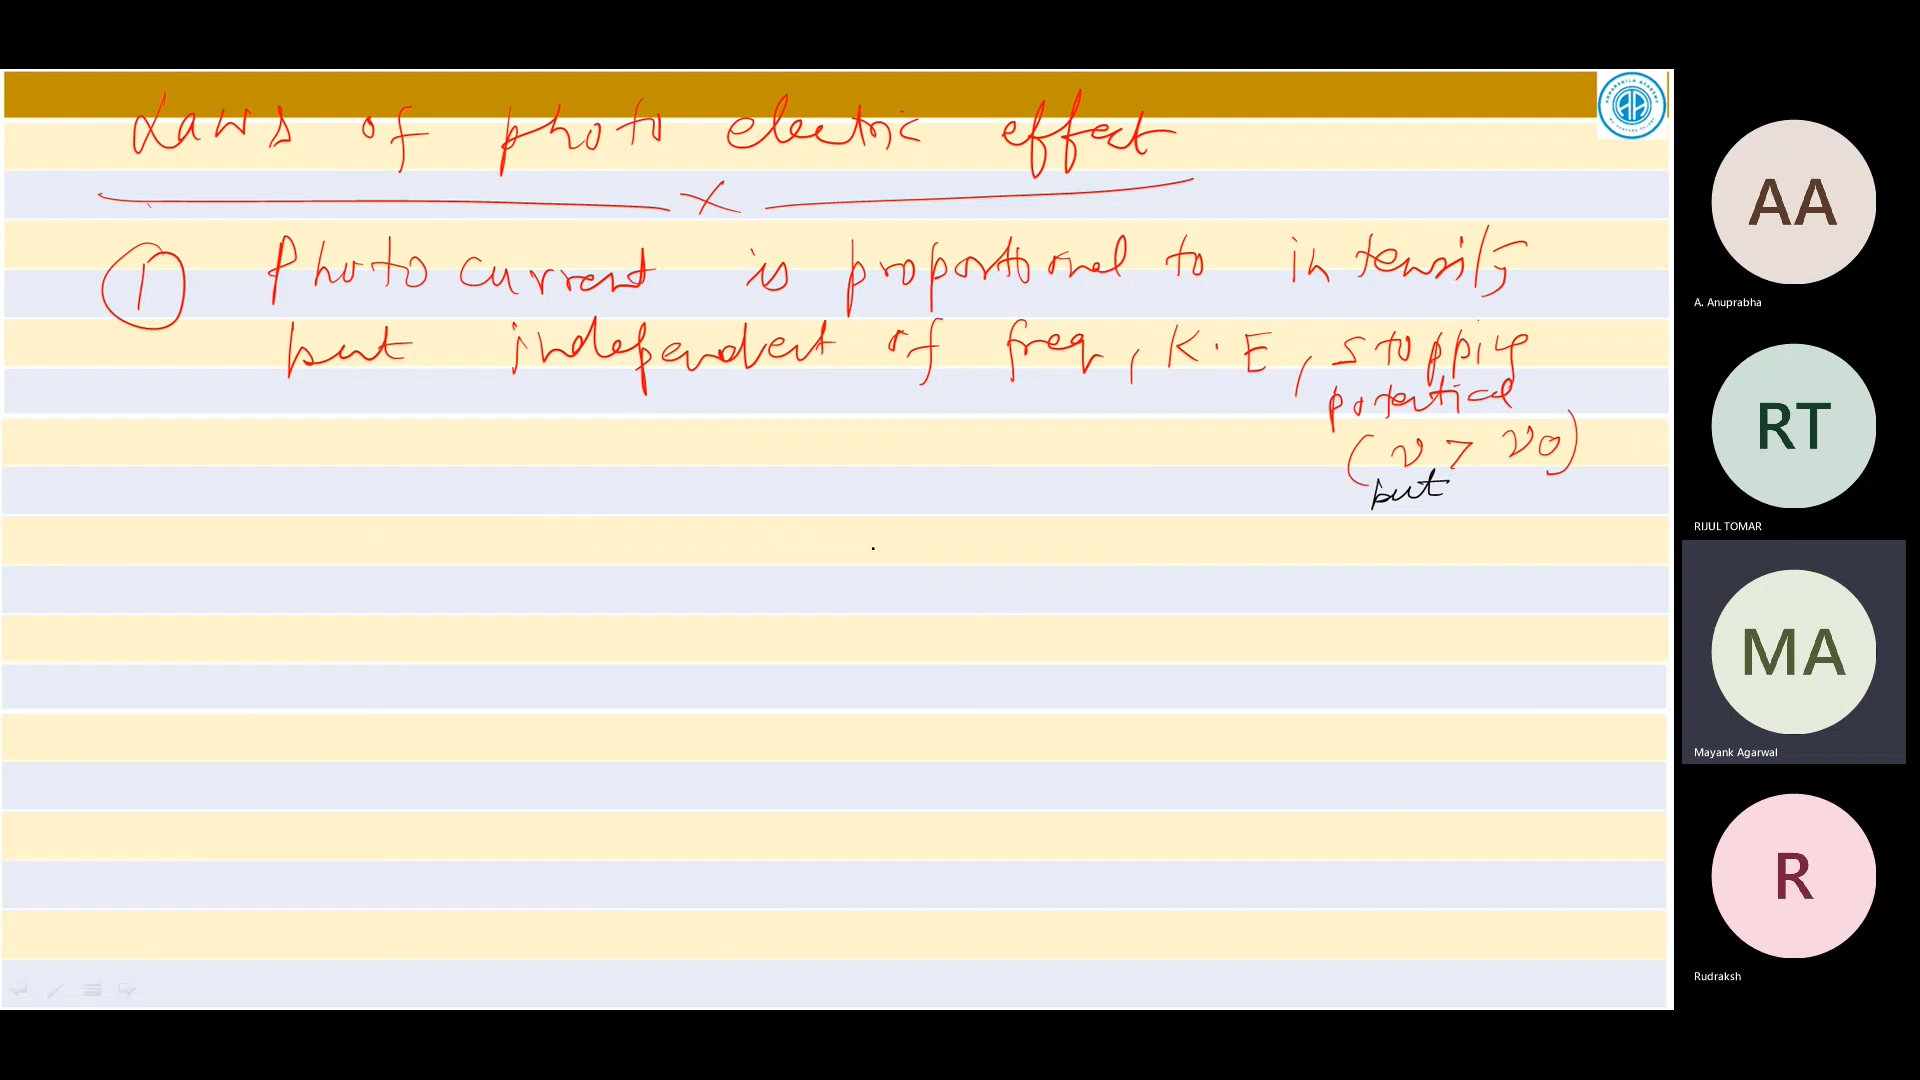 Laws of photo electric effect
① Photo current is proportional to intensity
but independent of freq, K.E, stopping
potential
(ν > ν0)
but
AA
A. Anuprabha
RT
RIJUL TOMAR
MA
Mayank Agarwal
R
Rudraksh